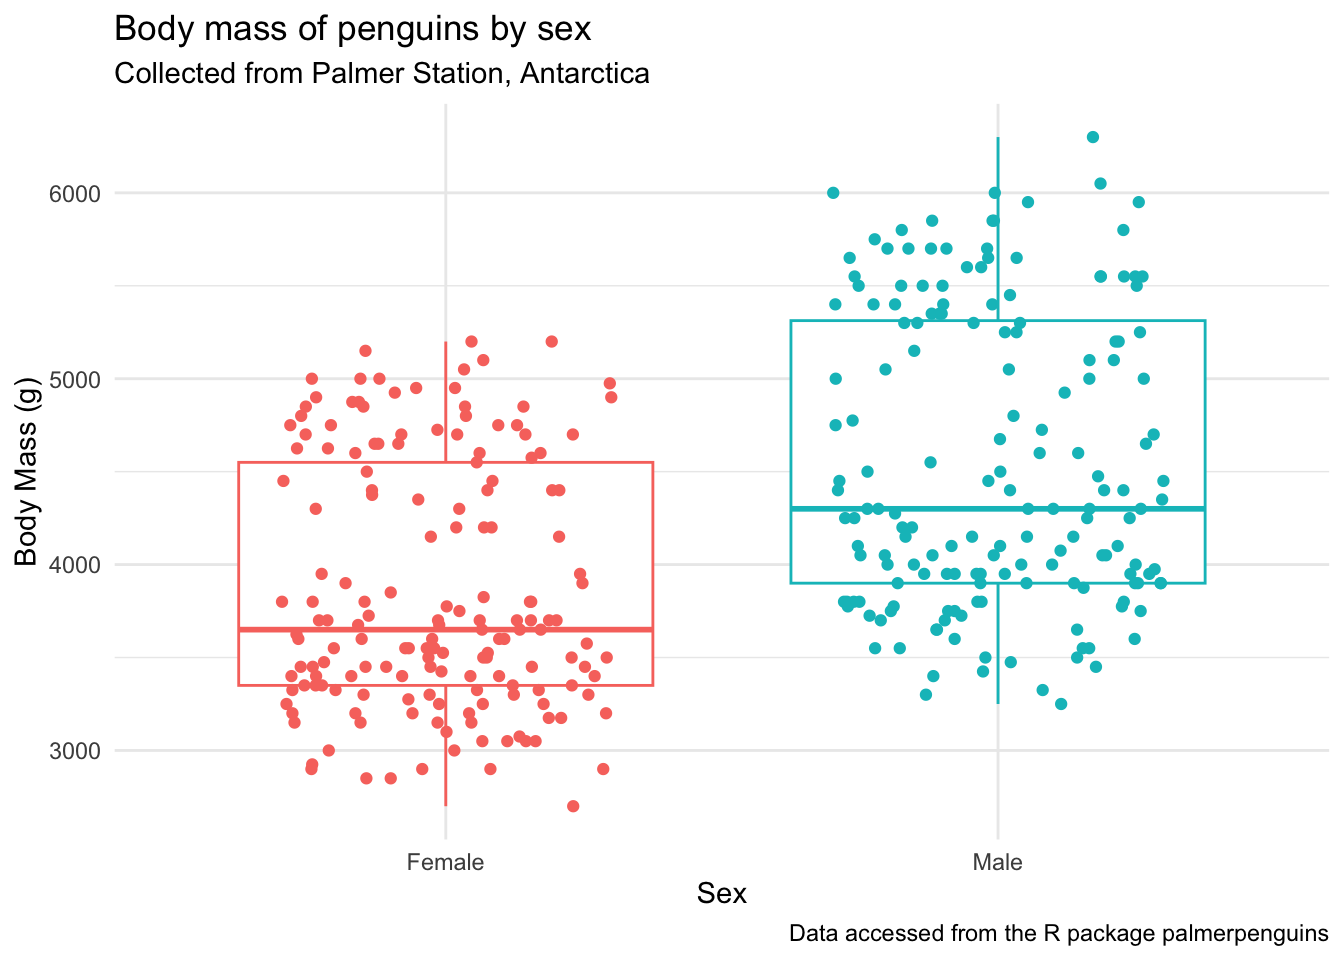 Body mass of penguins by sex
Collected from Palmer Station, Antarctica
Body Mass (g)
6000
5000
4000
3000
Female Male
Sex
Data accessed from the R package palmerpenguins